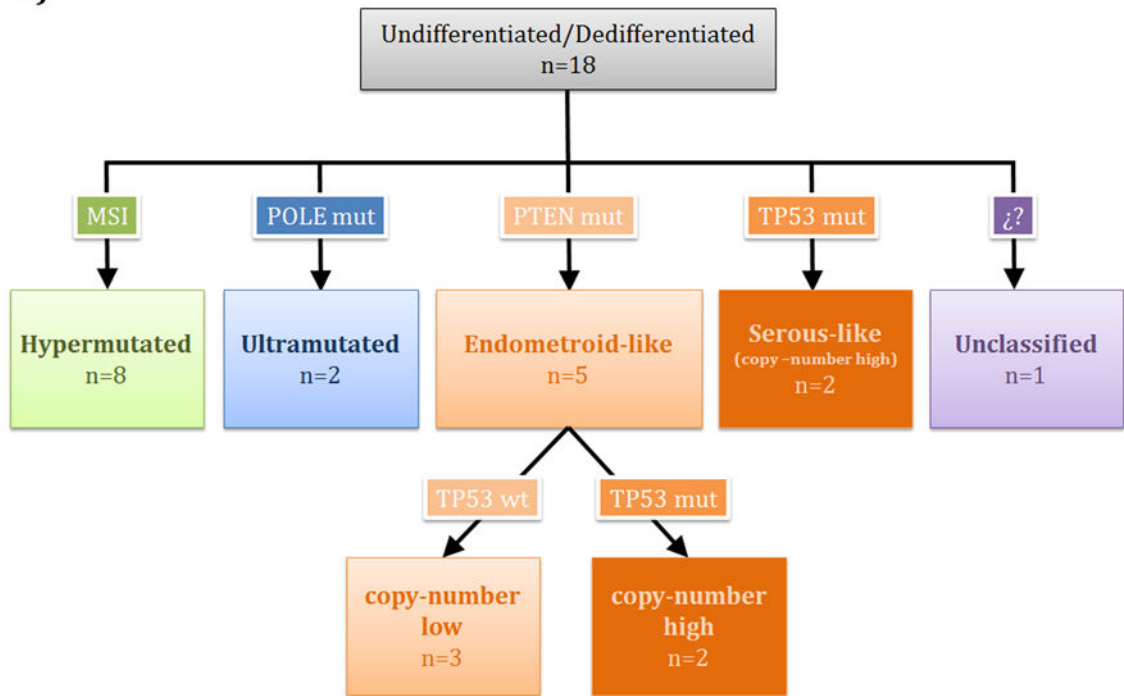 Undifferentiated/Dedifferentiated
n=18
MSI
POLE mut
PTEN mut
TP53 mut
¿?
Hypermutated
n=8
Ultramutated
n=2
Endometroid-like
n=5
Serous-like
(copy –number high)
n=2
Unclassified
n=1
TP53 wt
TP53 mut
copy-number
low
n=3
copy-number
high
n=2